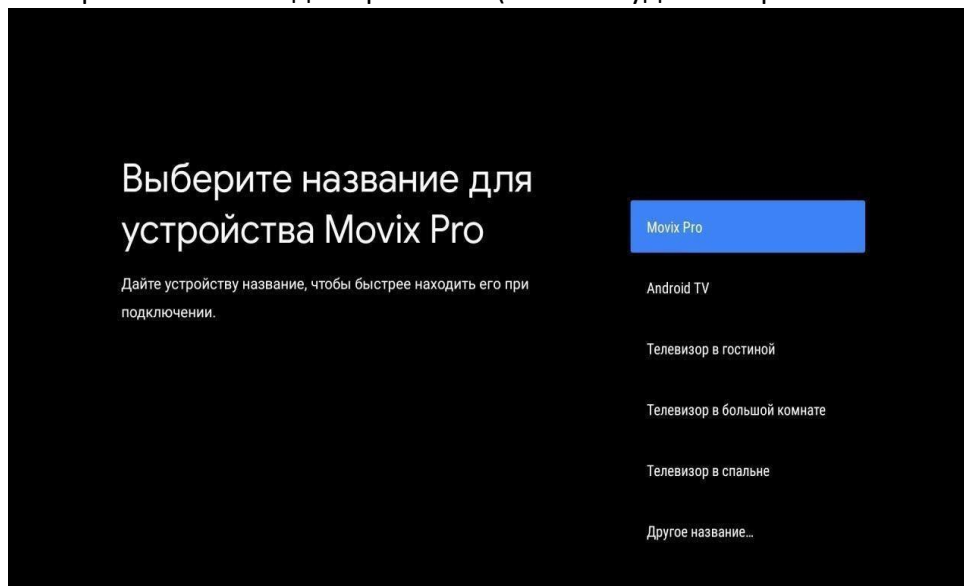 Выберите название для
устройства Movix Pro
Дайте устройству название, чтобы быстрее находить его при
подключении.
Movix Pro
Android TV
Телевизор в гостиной
Телевизор в большой комнате
Телевизор в спальне
Другое название...